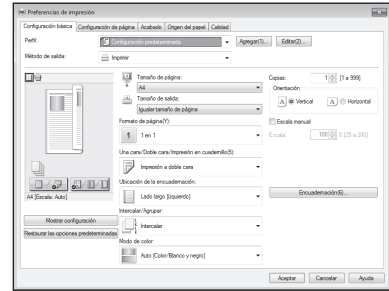 Preferencias de impresión
Configuración básica Configuración de página Acabado Origen del papel Calidad
Perfil: Configuración predeterminada Agregar(1)... Editar(2)...
Método de salida: Imprimir
Tamaño de página: Copias: 1 [1 a 999]
A4 Orientación
Tamaño de salida: A Vertical A Horizontal
Igualar tamaño de página
Formato de página(Y): Escala manual
1 1 en 1 Escala: 100 % [25 a 200]
Una cara/Doble cara/Impresión en cuadernillo(5):
Impresión a doble cara
Ubicación de la encuadernación:
A4 [Escala: Auto] Lado largo [izquierdo] Encuadernación(6)...
Intercalar/Agrupar:
Mostrar configuración Intercalar
Restaurar las opciones predeterminadas
Modo de color:
Auto [Color/Blanco y negro]
Aceptar Cancelar Ayuda